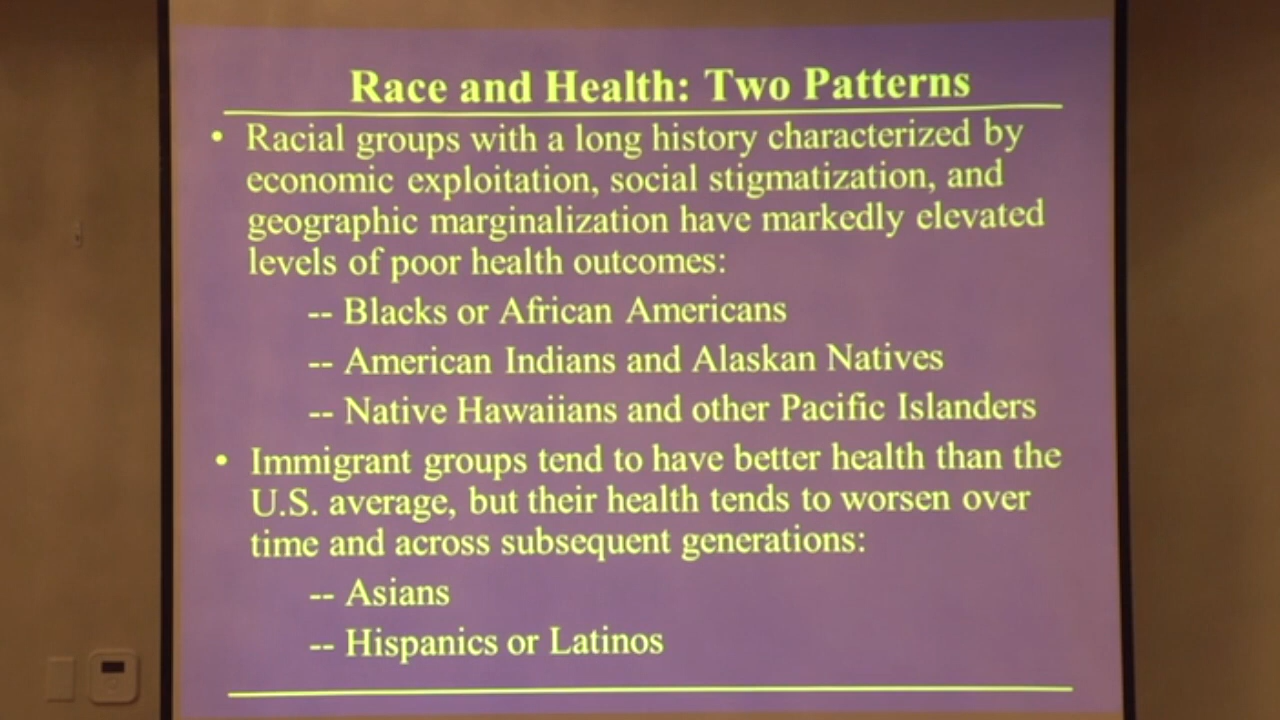 Race and Health: Two Patterns
• Racial groups with a long history characterized by
economic exploitation, social stigmatization, and
geographic marginalization have markedly elevated
levels of poor health outcomes:
-- Blacks or African Americans
-- American Indians and Alaskan Natives
-- Native Hawaiians and other Pacific Islanders
• Immigrant groups tend to have better health than the
U.S. average, but their health tends to worsen over
time and across subsequent generations:
-- Asians
-- Hispanics or Latinos